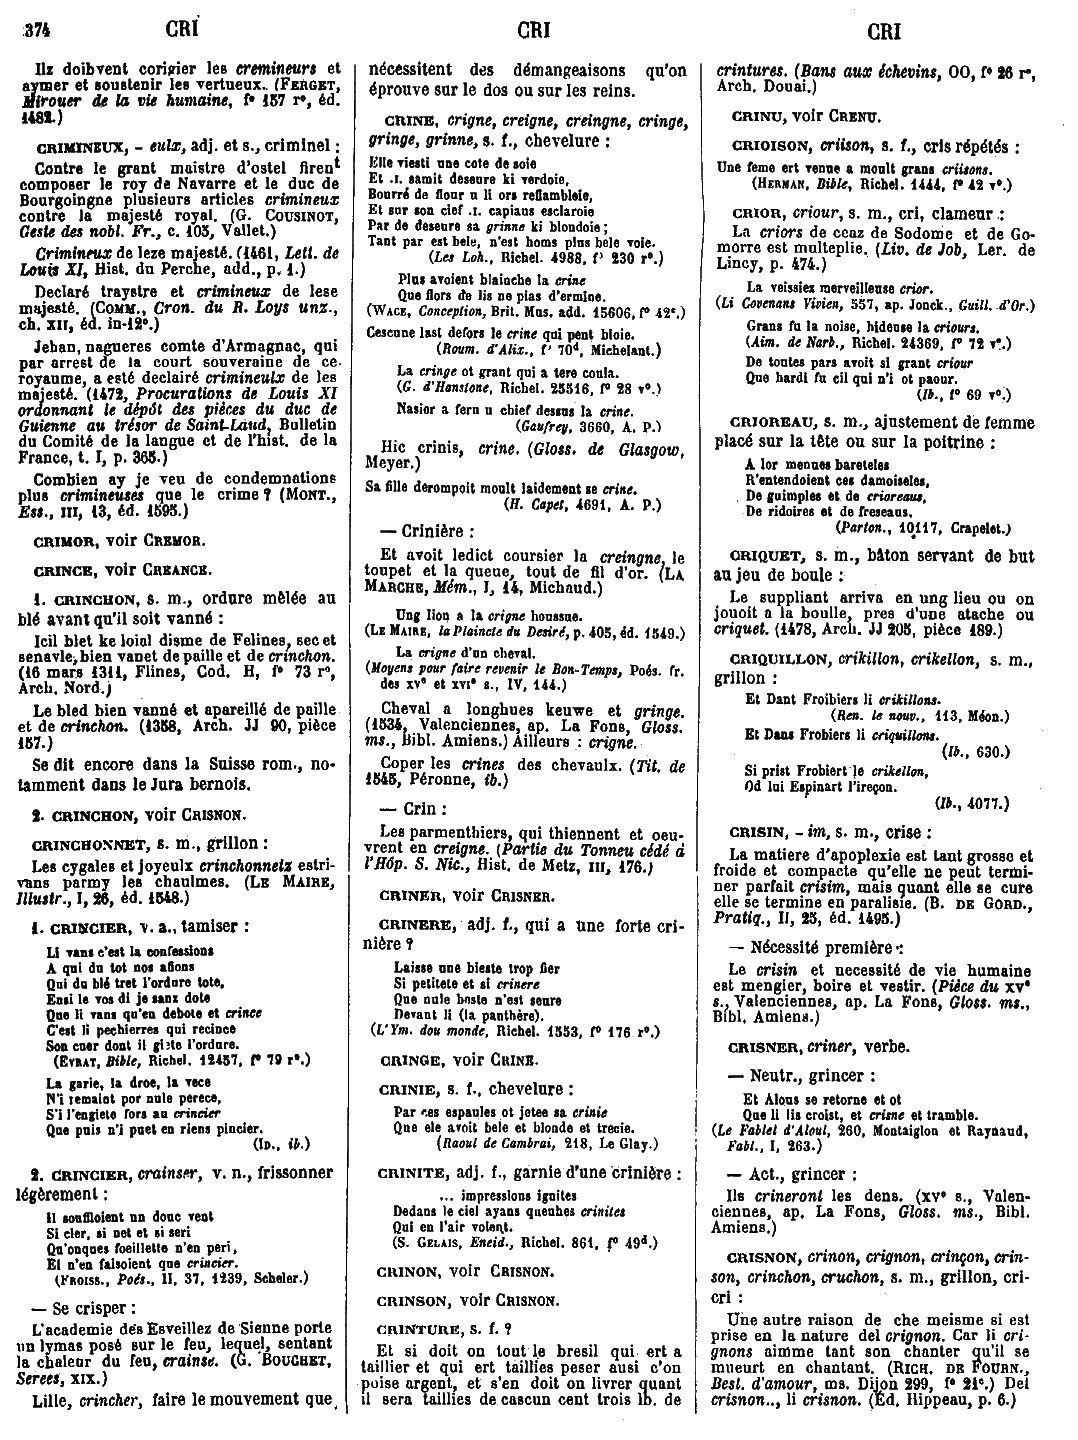 374 CRI CRI CRI
Ilz doibvent corigier les cremineurs et
aymer et soustenir les vertueux.. (FERGET,
Mirouer de la vie humaine, f° 157 r°, éd.
1482.)
CRIMINEUX, - eulx, adj. et s., criminel :
Contre le grant maistre d'ostel firent
composer le roy de Navarre et le duc de
Bourgoingne plusieurs articles crimineux
contre la majesté royal. (G. COUSINOT,
Geste des nobl. Fr., c. 105, Vallet.)
Crimineux de leze majesté. (1461, Lett. de
Louis XI, Hist. du Perche, add., p. 1.)
Declaré traystre et crimineux de lese
majesté. (COMM., Cron. du R. Loys unz.,
ch. XII, éd. in-12°.)
Jehan, nagueres comte d'Armagnac, qui
par arrest de la court souveraine de ce
royaume, a esté declairé crimineulx de les
majesté. (1472, Procurations de Louis XI
ordonnant le dépôt des pièces du duc de
Guienne au trésor de Saint-Laud, Bulletin
du Comité de la langue et de l'hist. de la
France, t. I, p. 365.)
Combien ay je veu de condemnations
plus crimineuses que le crime ? (MONT.,
Ess., III, 13, éd. 1595.)
CRIMOR, voir CREMOR.
CRINCE, voir CREANCE.
1. CRINCHON, s. m., ordure mêlée au
blé avant qu'il soit vanné :
Icil blet ke loial disme de Felines, sec et
senavle, bien vanet de paille et de crinchon.
(16 mars 1311, Flines, Cod. H, f° 73 r°,
Arch. Nord.)
Le bled bien vanné et apareillé de paille
et de crinchon. (1358, Arch. JJ 90, pièce
157.)
Se dit encore dans la Suisse rom., no-
tamment dans le Jura bernois.
2. CRINCHON, voir CRISNON.
CRINCHONNET, s. m., grillon :
Les cygales et joyeulx crinchonnetz estri-
vans parmy les chaulmes. (LE MAIRE,
Illustr., I, 26, éd. 1548.)
1. CRINCIER, v. a., tamiser :
Li vans c'est la confessions
A qui du tot nos afions
Qui du blé tret l'ordure tote,
Ensi le vos di je sanz dote
Que li vans qu'en debote et crince
C'est li pechierres qui recince
Son cuer dont il giete l'ordure.
(EVRAT, Bible, Richel. 12457, f° 79 r°.)
La garie, la droe, la vece
N'i remalot por nule perece,
S'i l'engiete fors au crincier
Que puis n'i puet en riens pincier.
(ID., ib.)
2. CRINCIER, crainser, v. n., frissonner
légèrement :
Il souffloient un douc vent
Si cler, si net et si seri
Qu'onques foeillette n'en peri,
El n'en faisoient que crincier.
(FROISS., Poés., II, 37, 1239, Scheler.)
— Se crisper :
L'academie des Esveillez de Sienne porte
un lymas posé sur le feu, lequel, sentant
la chaleur du feu, crainse. (G. BOUCHET,
Serees, XIX.)
Lille, crincher, faire le mouvement que
nécessitent des démangeaisons qu'on
éprouve sur le dos ou sur les reins.
CRINE, crigne, greigne, creingne, cringe,
gringe, grinne, s. f., chevelure :
Elle viesti une cote de soie
Et .I. samit deseure ki verdoie,
Bourré de flour u li ors reflambleie,
Et sur son cief .I. capiaus esclaroie
Par de deseure sa grinne ki blondoie ;
Tant par est bele, n'est homs plus bele voie.
(Les Loh., Richel. 4988, f° 230 r°.)
Plus avoient blaincha la crine
Que flors de lis ne pias d'ermine.
(WACE, Conception, Brit. Mus. add. 15606, f° 42°.)
Cescune last defors le crine qui pent bloie.
(Roum. d'Alix., f° 70d, Michelant.)
La cringe ot grant qui a tere coula.
(G. d'Hanstone, Richel. 25516, f° 28 v°.)
Nasior a feru u chief dessus la crine.
(Gaufrey, 3660, A. P.)
Hic crinis, crine. (Gloss. de Glasgow,
Meyer.)
Sa fille derompoit moult laidement se crine.
(H. Capet, 4691, A. P.)
— Crinière :
Et avoit ledict coursier la creingne, le
toupet et la queue, tout de fil d'or. (LA
MARCHE, Mém., I, 14, Michaud.)
Ung lion a la crigne houssue.
(LE MAIRE, la Plaincte du Desiré, p. 405, éd. 1549.)
La crigne d'un cheval.
(Moyens pour faire revenir le Bon-Temps, Poés. fr.
des XVe et XVIe s., IV, 144.)
Cheval a longhues keuwe et gringe.
(1534, Valenciennes, ap. La Fons, Gloss.
ms., Bibl. Amiens.) Ailleurs : crigne.
Coper les crines des chevaulx. (Tit. de
1545, Péronne, ib.)
— Crin :
Les parmenthiers, qui thiennent et oeu-
vrent en creigne. (Partie du Tonneu cédé à
l'Hôp. S. Nic., Hist. de Metz, III, 176.)
CRINER, voir CRISNER.
CRINERE, adj. f., qui a une forte cri-
nière ?
Laisse une bieste trop fier
Si petitete et si crinere
Que nule beste n'est seure
Devant li (la panthère).
(L'Ym. dou monde, Richel. 1553, f° 176 r°.)
CRINGE, voir CRINE.
CRINIE, s. f., chevelure :
Par ces espaules ot jetee sa crinie
Que ele avoit bele et blonde et trecie.
(Raoul de Cambrai, 218, Le Glay.)
CRINITE, adj. f., garnie d'une crinière :
... impressions ignites
Dedans le ciel ayans queuhes crinites
Qui en l'air volent.
(S. GELAIS, Eneid., Richel. 861, f° 49d.)
CRINON, voir CRISNON.
CRINSON, voir CRISNON.
CRINTURE, s. f. ?
Et si doit on tout le bresil qui ert a
taillier et qui ert taillies peser ausi c'on
poise argent, et s'en doit on livrer quant
il sera taillies de cascun cent trois lb. de
crintures. (Bans aux échevins, OO, f° 26 r°,
Arch. Douai.)
CRINU, voir CRENU.
CRIOISON, criison, s. f., cris répétés :
Une feme ert venue a moult grans criisons.
(HERMAN, Bible, Richel. 1444, f° 42 v°.)
CRIOR, criour, s. m., cri, clameur :
La criors de ceaz de Sodome et de Go-
morre est multeplie. (Liv. de Job, Ler. de
Lincy, p. 474.)
La veissiez merveilleuse crior.
(Li Covenans Vivien, 557, ap. Jonck., Guill. d'Or.)
Grans fu la noise, hideuse la criours.
(Aim. de Narb., Richel. 24369, f° 72 v°.)
De toutes pars avoit si grant criour
Que hardi fu cil qui n'i ot paour.
(Ib., f° 69 v°.)
CRIOREAU, s. m., ajustement de femme
placé sur la tête ou sur la poitrine :
A lor menues bareteles
R'entendoient ces damoiseles,
De guimples et de crioreaus,
De ridoires et de freseaus.
(Parton., 10117, Crapelet.)
CRIQUET, s. m., bâton servant de but
au jeu de boule :
Le suppliant arriva en ung lieu ou on
jouoit a la boulle, pres d'une atache ou
criquet. (1478, Arch. JJ 205, pièce 189.)
CRIQUILLON, crikillon, crikellon, s. m.,
grillon :
Et Dant Froibiers li crikillons.
(Ren. le nouv., 113, Méon.)
Et Dans Frobiers li criquillons.
(Ib., 630.)
Si prist Frobiert le crikellon,
Od lui Espinart l'ireçon.
(Ib., 4077.)
CRISIN, - im, s. m., crise :
La matiere d'apoplexie est tant grosse et
froide et compacte qu'elle ne peut termi-
ner parfait crisim, mais quant elle se cure
elle se termine en paralisie. (B. DE GORD.,
Pratiq., II, 25, éd. 1495.)
— Nécessité première :
Le crisin et necessité de vie humaine
est mengier, boire et vestir. (Pièce du XVe
s., Valenciennes, ap. La Fons, Gloss. ms.,
Bibl. Amiens.)
CRISNER, criner, verbe.
— Neutr., grincer :
Et Alous se retorne et ot
Que li lis croist, et crisne et tramble.
(Le Fablel d'Aloul, 260, Montaiglon et Raynaud,
Fabl., I, 263.)
— Act., grincer :
Ils crineront les dens. (XVe s., Valen-
ciennes, ap. La Fons, Gloss. ms., Bibl.
Amiens.)
CRISNON, crinon, crignon, crinçon, crin-
son, crinchon, cruchon, s. m., grillon, cri-
cri :
Une autre raison de che meisme si est
prise en la nature del crignon. Car li cri-
gnons aimme tant son chanter qu'il se
mueurt en chantant. (RICH. DE FOURN.,
Best. d'amour, ms. Dijon 299, f° 21c.) Dei
crisnon.., li crisnon. (Éd. Hippeau, p. 6.)